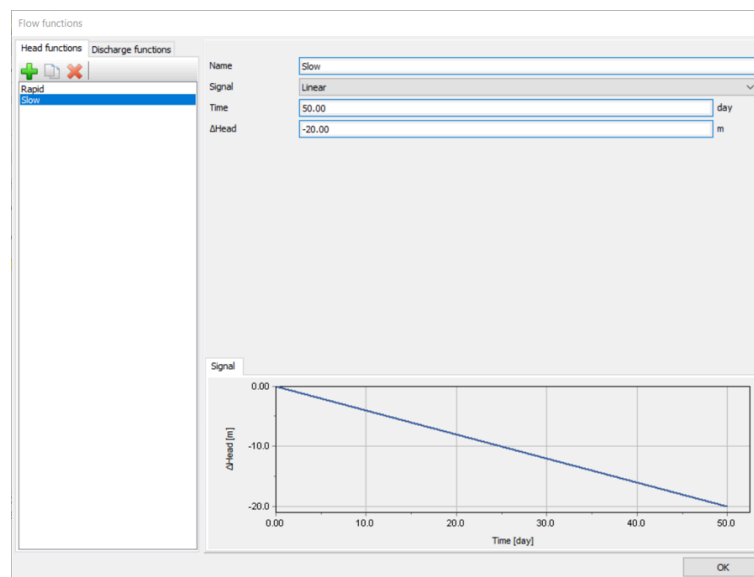 Flow functions
Head functions Discharge functions
Rapid
Slow
Name Slow
Signal Linear
Time 50.00 day
ΔHead -20.00 m
Signal
0.00
-10.0
-20.0
ΔHead [m]
0.00 10.0 20.0 30.0 40.0 50.0
Time [day]
OK